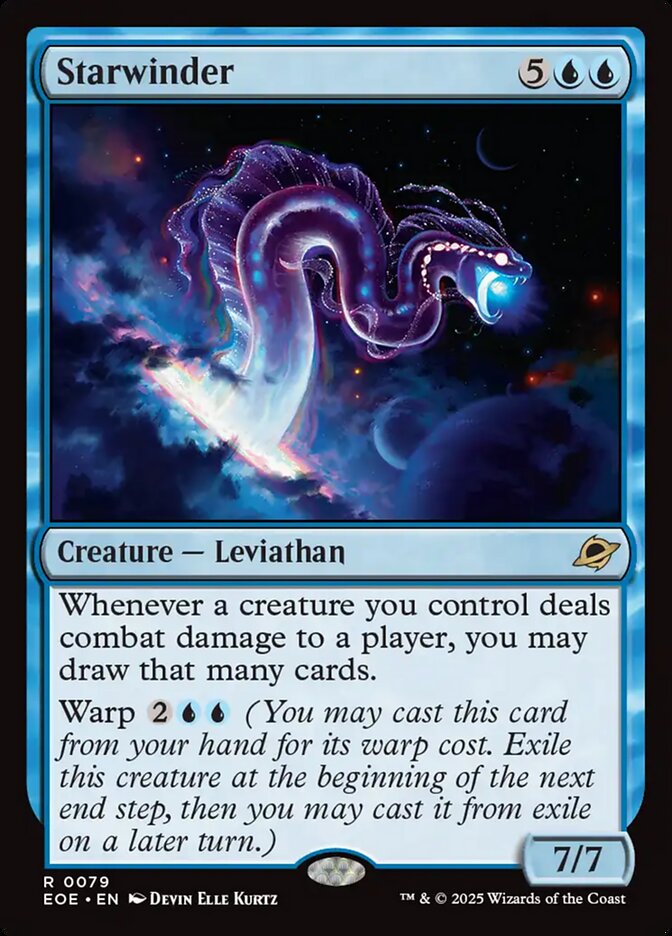 Starwinder 5
Creature — Leviathan
Whenever a creature you control deals
combat damage to a player, you may
draw that many cards.
Warp 2 (You may cast this card
from your hand for its warp cost. Exile
this creature at the beginning of the next
end step, then you may cast it from exile
on a later turn.)
7/7
R 0079
EOE • EN Devin Elle Kurtz
™ & © 2025 Wizards of the Coast